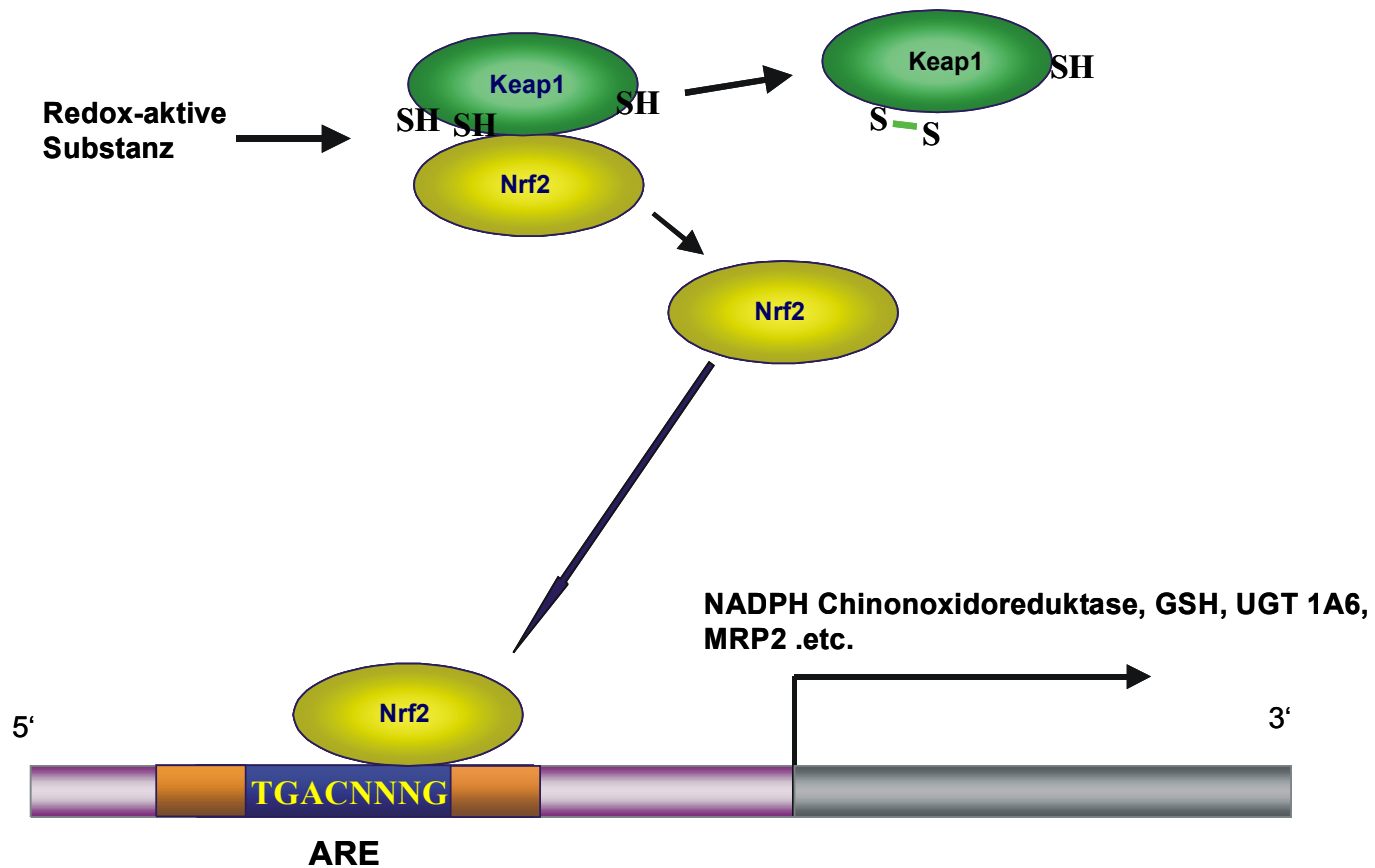 Keap1
Keap1
SH
SH
SH
SH
S
S
Redox-aktive
Substanz
Nrf2
Nrf2
NADPH Chinonoxidoreduktase, GSH, UGT 1A6,
MRP2 .etc.
Nrf2
5‘
3‘
TGACNNNG
ARE